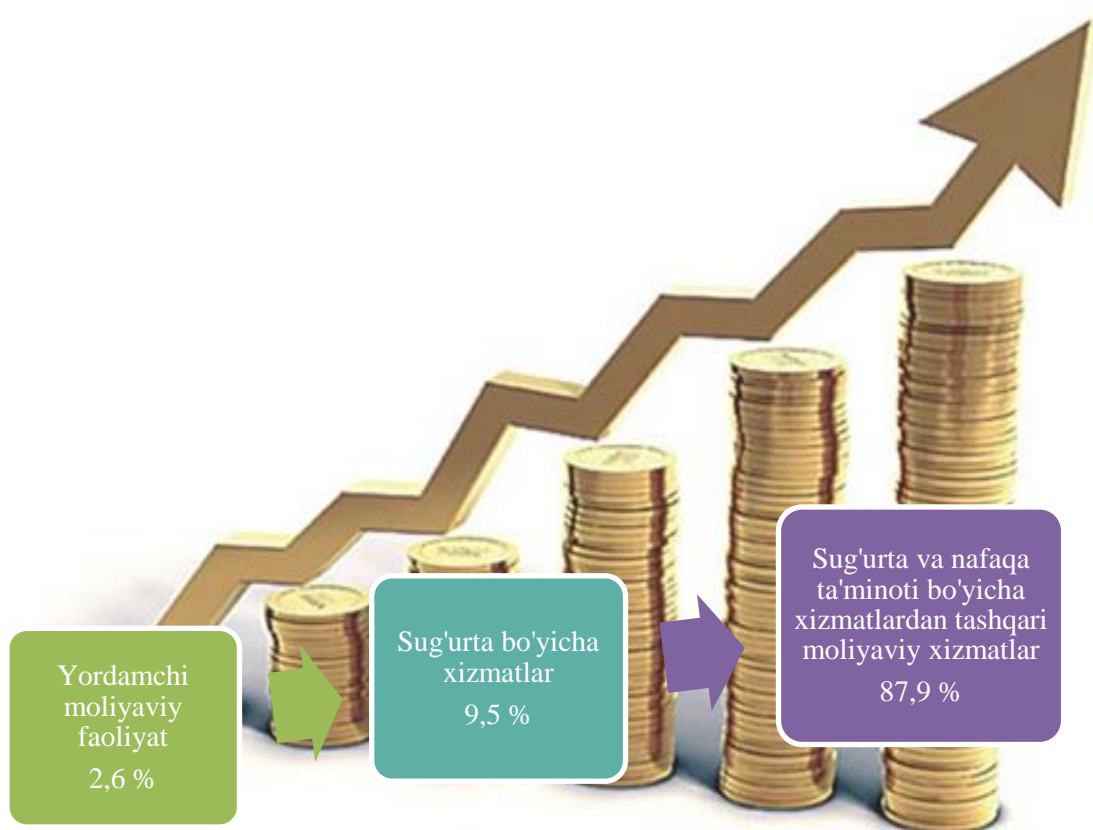 Yordamchi
moliyaviy
faoliyat
2,6 %
Sug'urta bo'yicha
xizmatlar
9,5 %
Sug'urta va nafaqa
ta'minoti bo'yicha
xizmatlardan tashqari
moliyaviy xizmatlar
87,9 %